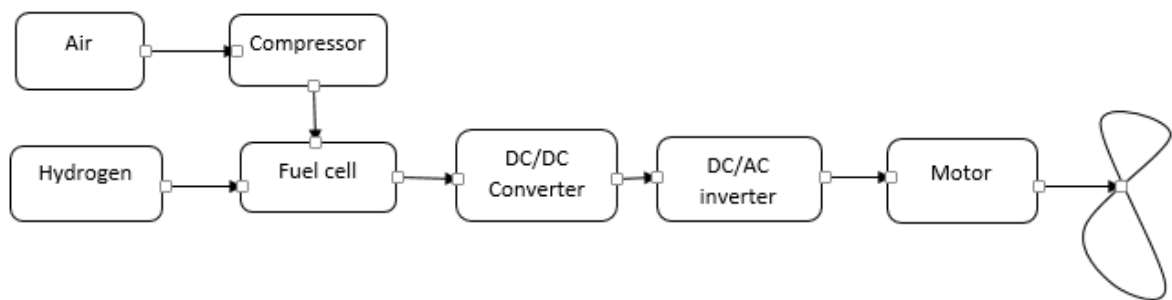 Air
Compressor
Hydrogen
Fuel cell
DC/DC
Converter
DC/AC
inverter
Motor